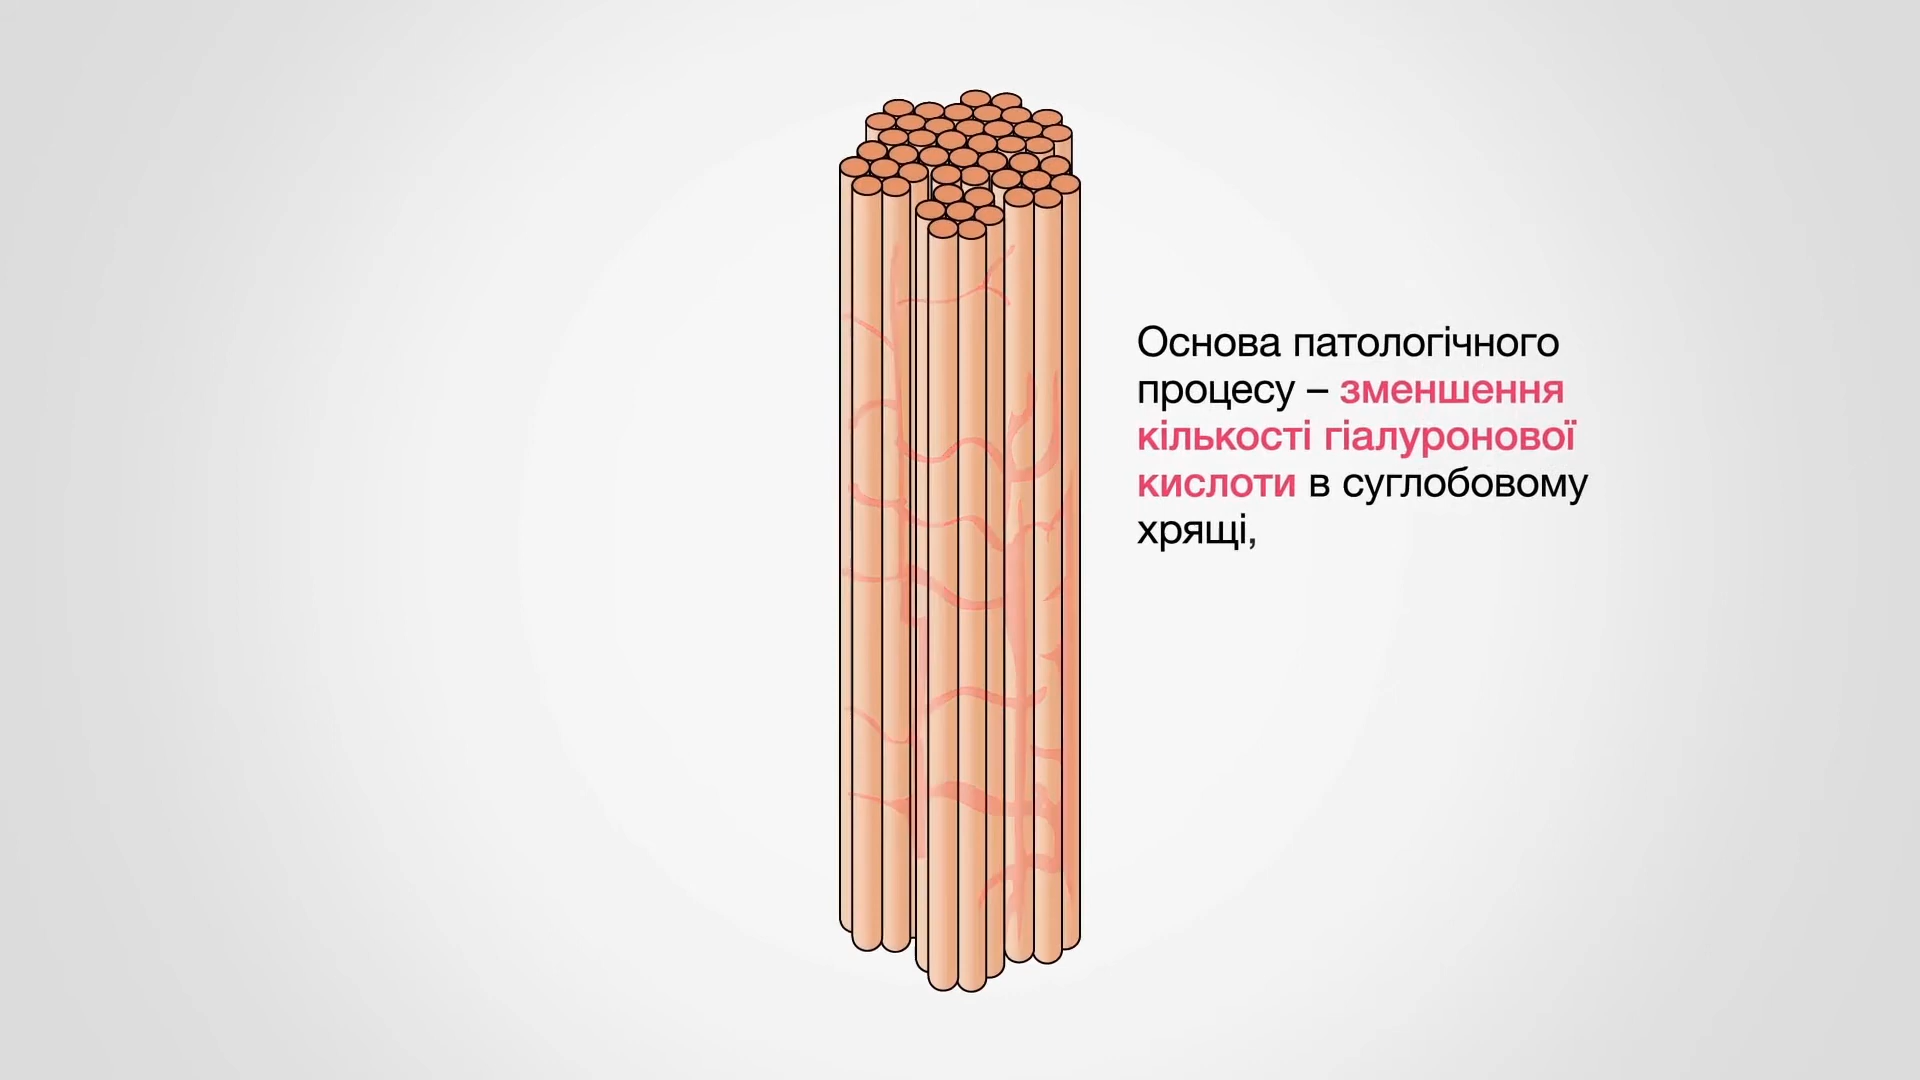 Основа патологічного
процесу – зменшення
кількості гіалуронової
кислоти в суглобовому
хрящі,